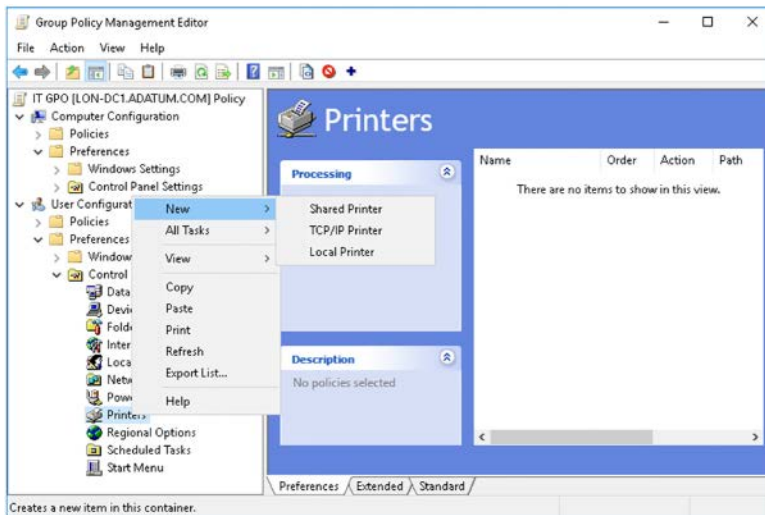 Group Policy Management Editor
File Action View Help
IT GPO [LON-DC1.ADATUM.COM] Policy
Computer Configuration
Policies
Preferences
Windows Settings
Control Panel Settings
User Configurat
Policies
Preferences
Window
Control
Data
Devi
Folde
Inter
Loca
Netw
Powe
Printers
Regional Options
Scheduled Tasks
Start Menu
New
All Tasks
View
Copy
Paste
Print
Refresh
Export List...
Help
Shared Printer
TCP/IP Printer
Local Printer
Printers
Processing
Description
No policies selected
Name Order Action Path
There are no items to show in this view.
Preferences Extended Standard
Creates a new item in this container.